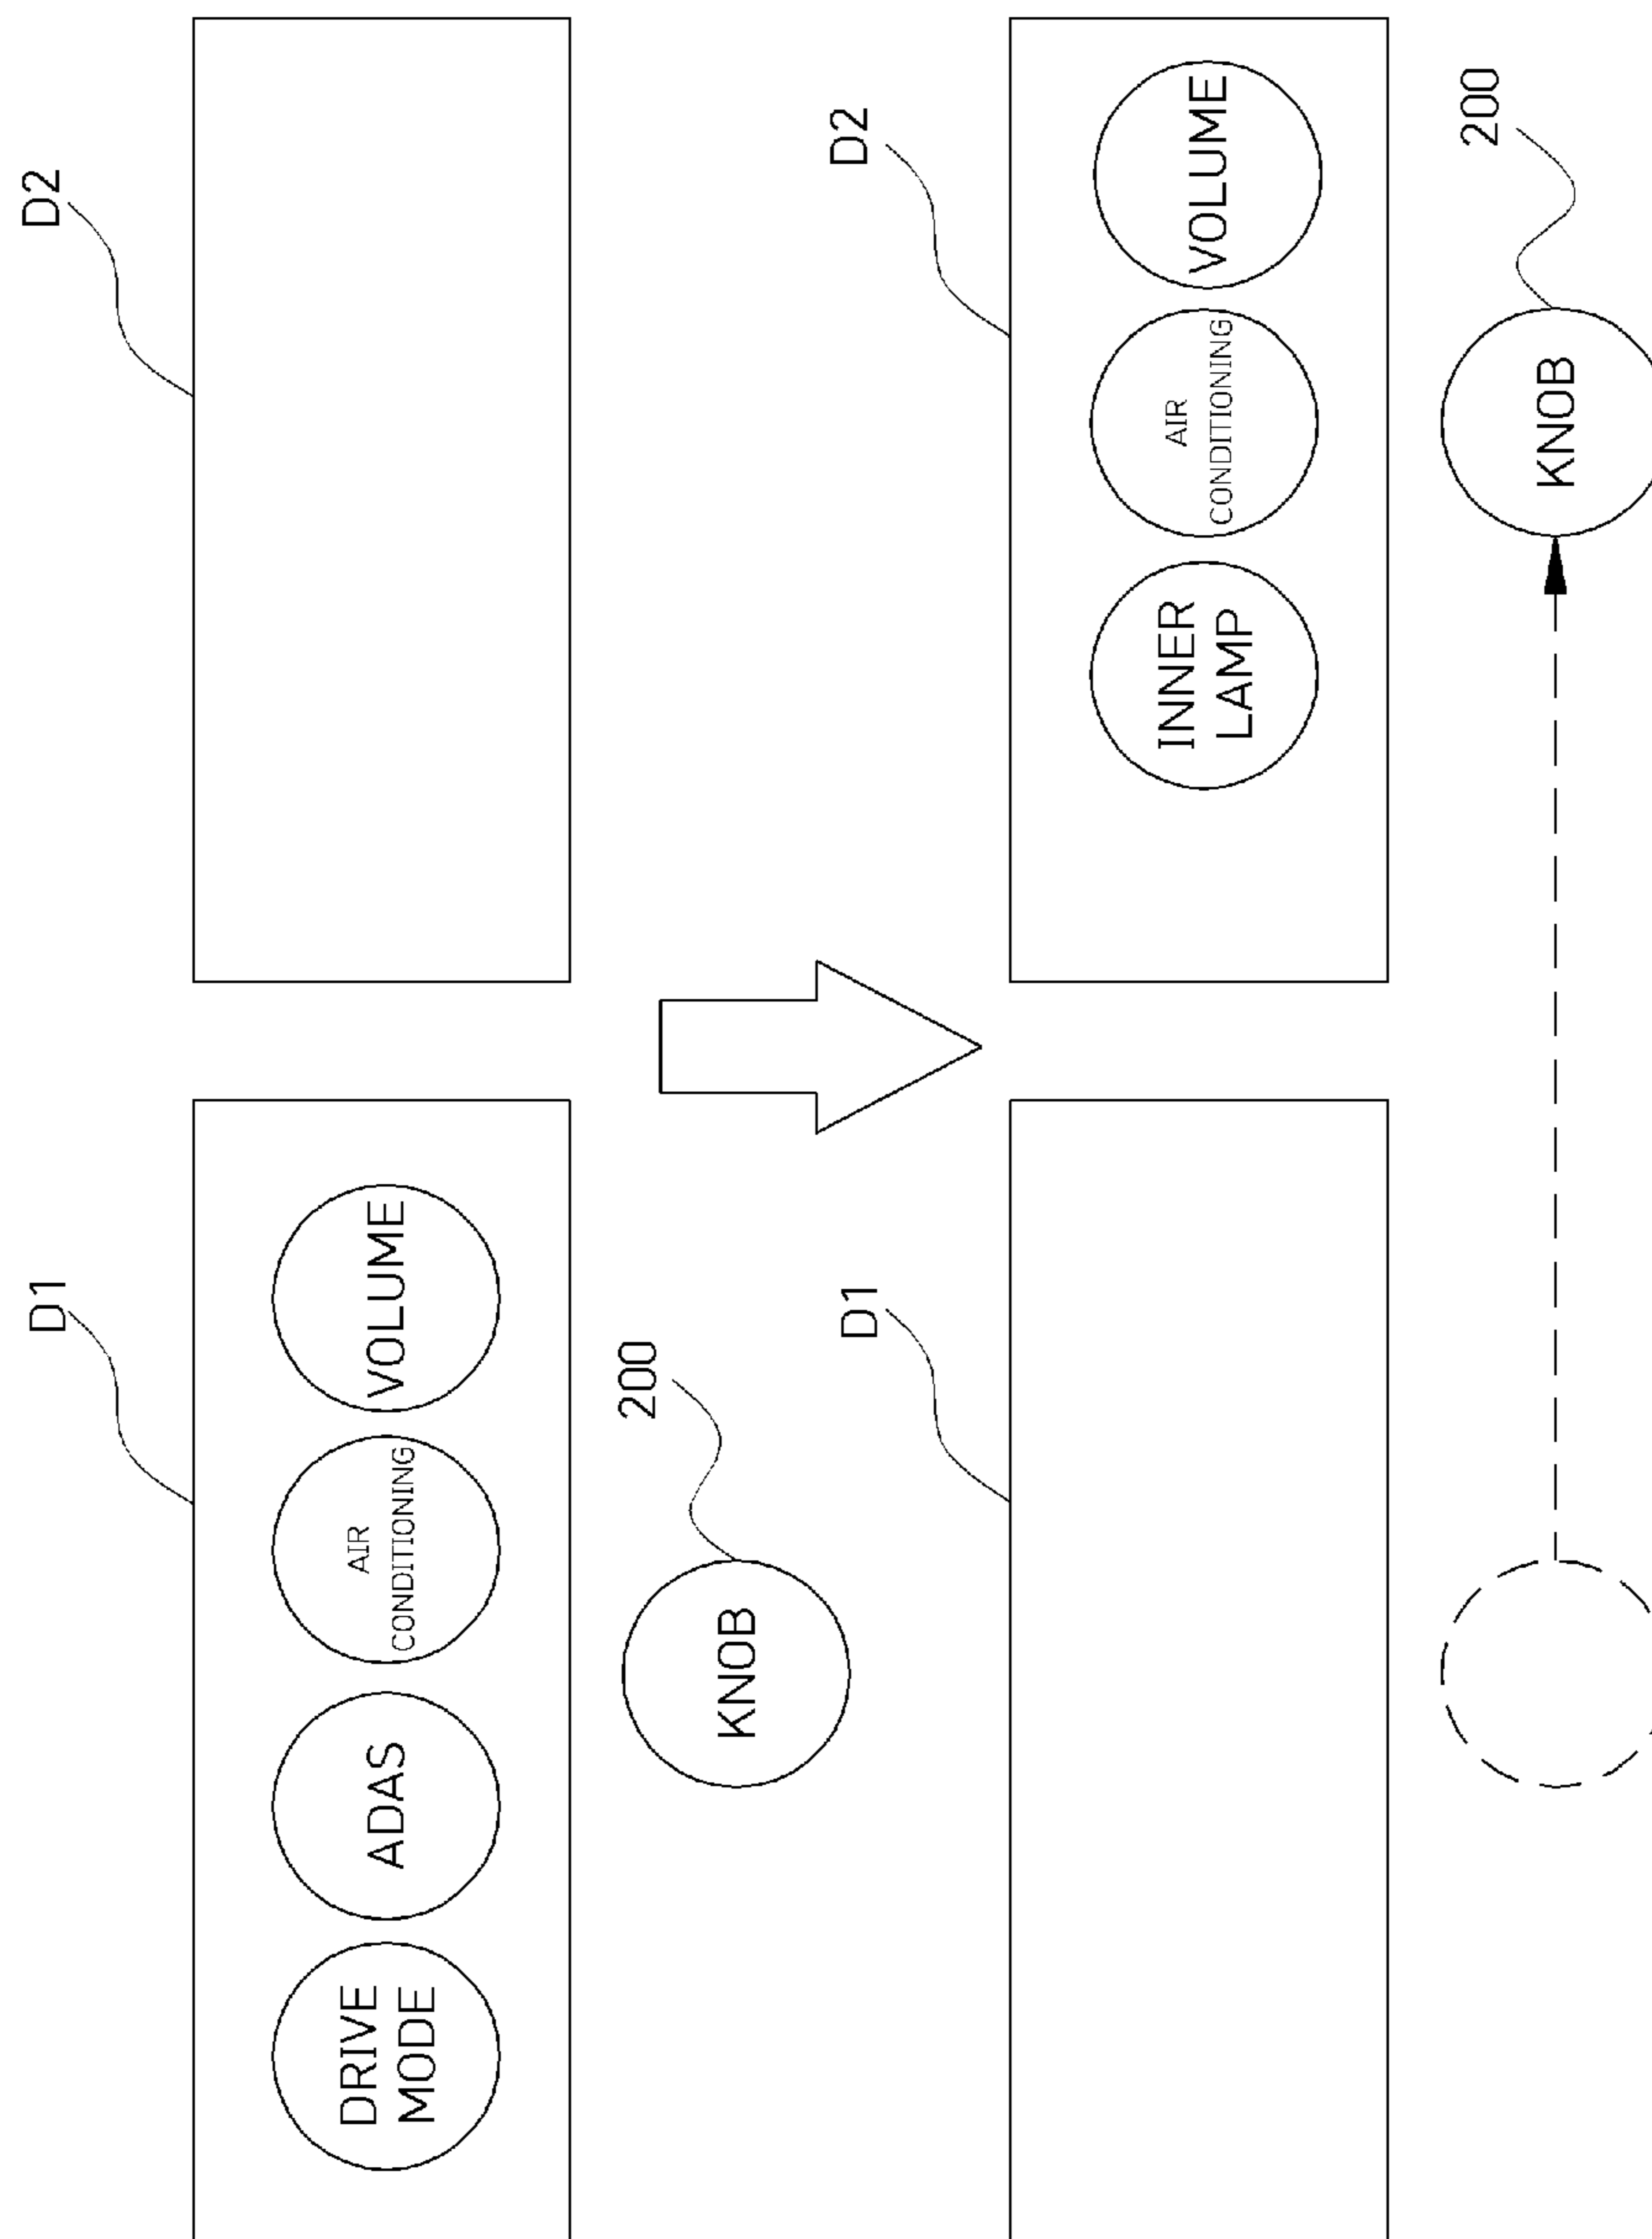 D1
D2
DRIVE
MODE
ADAS
AIR
CONDITIONING
VOLUME
200
KNOB
D1
D2
INNER
LAMP
AIR
CONDITIONING
VOLUME
200
KNOB